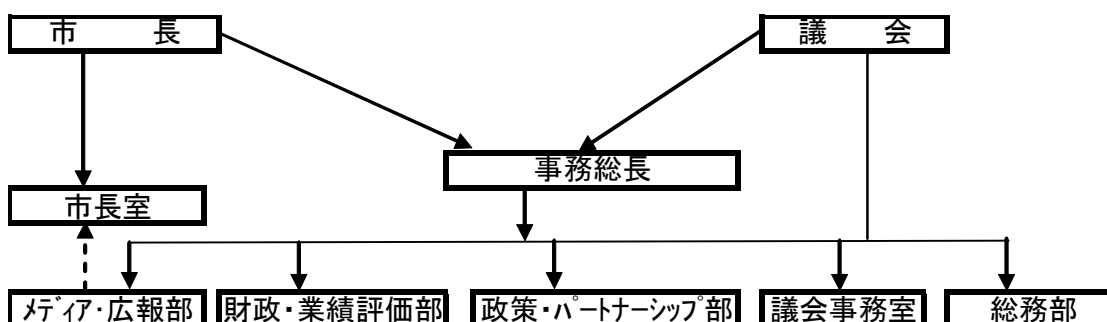 市　　長
議　　会
事務総長
市長室
ﾒﾃﾞｨｱ・広報部
財政・業績評価部
政策・ﾊﾟｰﾄﾅｰｼｯﾌﾟ部
議会事務室
総務部